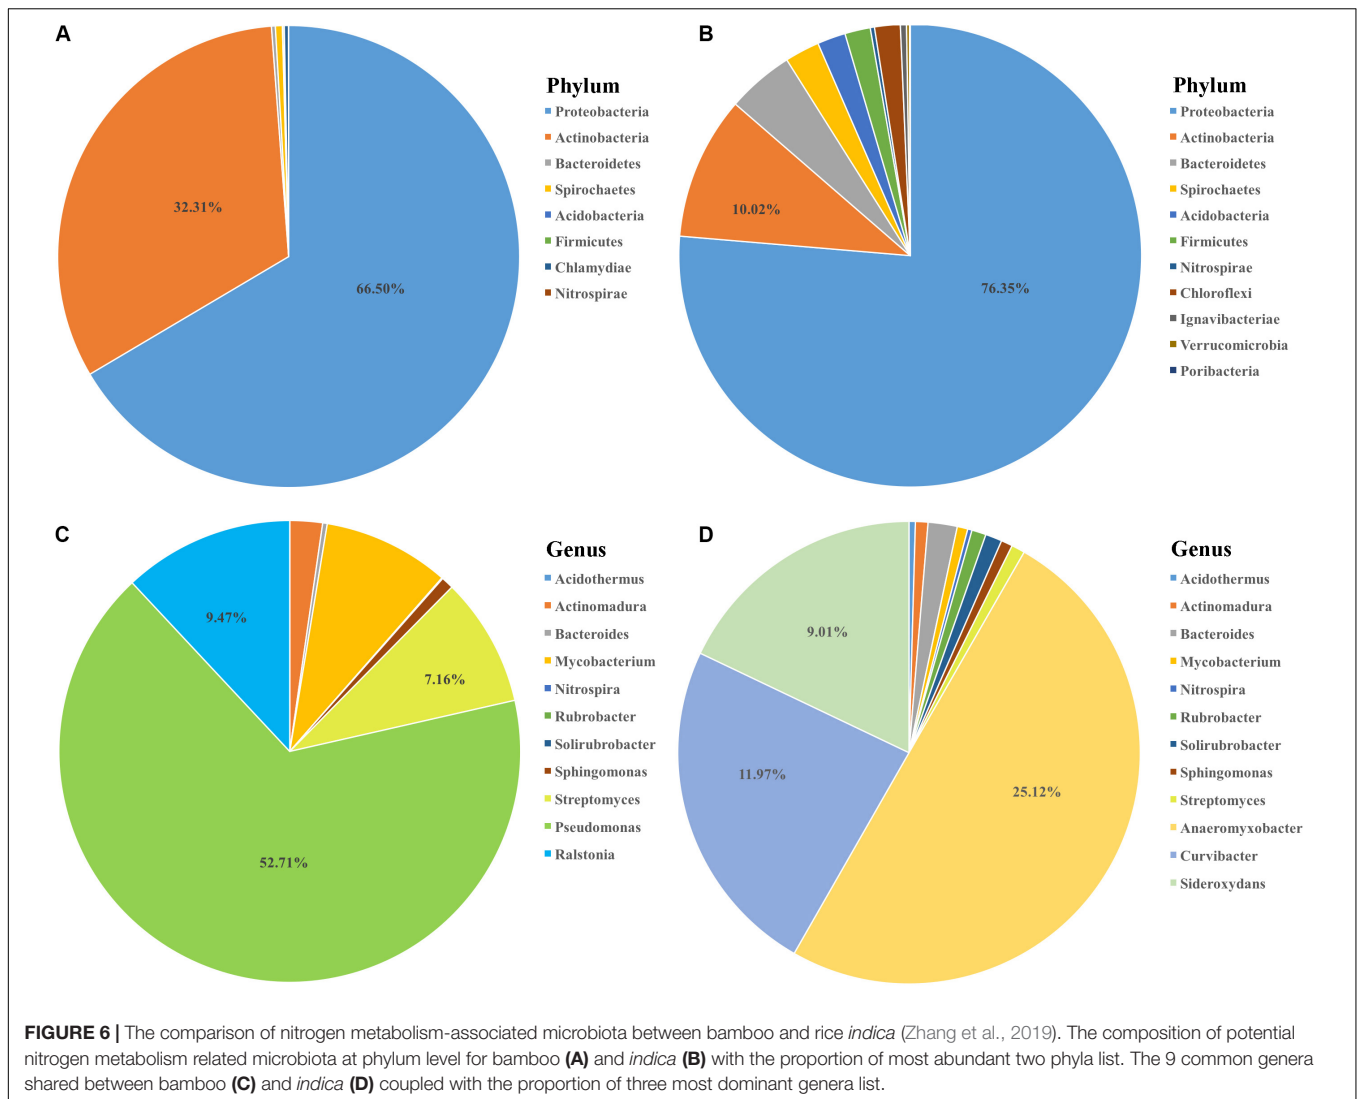 A
Phylum
Proteobacteria
Actinobacteria
Bacteroidetes
Spirochaetes
Acidobacteria
Firmicutes
Chlamydiae
Nitrospirae
32.31%
66.50%
B
Phylum
Proteobacteria
Actinobacteria
Bacteroidetes
Spirochaetes
Acidobacteria
Firmicutes
Nitrospirae
Chloroflexi
Ignavibacteriae
Verrucomicrobia
Poribacteria
10.02%
76.35%
C
Genus
Acidothermus
Actinomadura
Bacteroides
Mycobacterium
Nitrospira
Rubrobacter
Solirubrobacter
Sphingomonas
Streptomyces
Pseudomonas
Ralstonia
9.47%
7.16%
52.71%
D
Genus
Acidothermus
Actinomadura
Bacteroides
Mycobacterium
Nitrospira
Rubrobacter
Solirubrobacter
Sphingomonas
Streptomyces
Anaeromyxobacter
Curvibacter
Sideroxydans
9.01%
11.97%
25.12%
FIGURE 6 | The comparison of nitrogen metabolism-associated microbiota between bamboo and rice indica (Zhang et al., 2019). The composition of potential
nitrogen metabolism related microbiota at phylum level for bamboo (A) and indica (B) with the proportion of most abundant two phyla list. The 9 common genera
shared between bamboo (C) and indica (D) coupled with the proportion of three most dominant genera list.